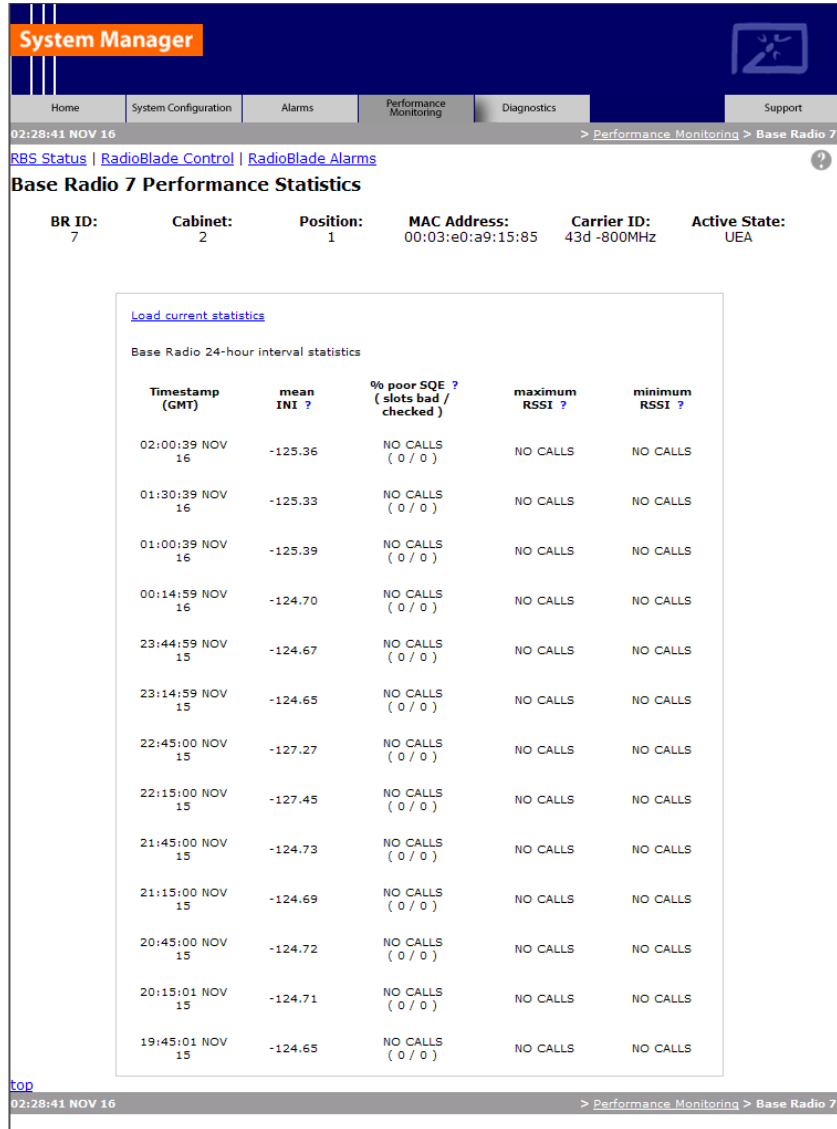 System Manager
Home System Configuration Alarms Performance Monitoring Diagnostics Support
02:28:41 NOV 16 > Performance Monitoring > Base Radio 7
RBS Status | RadioBlade Control | RadioBlade Alarms ?
Base Radio 7 Performance Statistics
BR ID: Cabinet: Position: MAC Address: Carrier ID: Active State:
7 2 1 00:03:e0:a9:15:85 43d -800MHz UEA
Load current statistics
Base Radio 24-hour interval statistics
Timestamp (GMT) mean INI ? % poor SQE ? ( slots bad / checked ) maximum RSSI ? minimum RSSI ?
02:00:39 NOV 16 -125.36 NO CALLS ( 0 / 0 ) NO CALLS NO CALLS
01:30:39 NOV 16 -125.33 NO CALLS ( 0 / 0 ) NO CALLS NO CALLS
01:00:39 NOV 16 -125.39 NO CALLS ( 0 / 0 ) NO CALLS NO CALLS
00:14:59 NOV 16 -124.70 NO CALLS ( 0 / 0 ) NO CALLS NO CALLS
23:44:59 NOV 15 -124.67 NO CALLS ( 0 / 0 ) NO CALLS NO CALLS
23:14:59 NOV 15 -124.65 NO CALLS ( 0 / 0 ) NO CALLS NO CALLS
22:45:00 NOV 15 -127.27 NO CALLS ( 0 / 0 ) NO CALLS NO CALLS
22:15:00 NOV 15 -127.45 NO CALLS ( 0 / 0 ) NO CALLS NO CALLS
21:45:00 NOV 15 -124.73 NO CALLS ( 0 / 0 ) NO CALLS NO CALLS
21:15:00 NOV 15 -124.69 NO CALLS ( 0 / 0 ) NO CALLS NO CALLS
20:45:00 NOV 15 -124.72 NO CALLS ( 0 / 0 ) NO CALLS NO CALLS
20:15:01 NOV 15 -124.71 NO CALLS ( 0 / 0 ) NO CALLS NO CALLS
19:45:01 NOV 15 -124.65 NO CALLS ( 0 / 0 ) NO CALLS NO CALLS
top
02:28:41 NOV 16 > Performance Monitoring > Base Radio 7